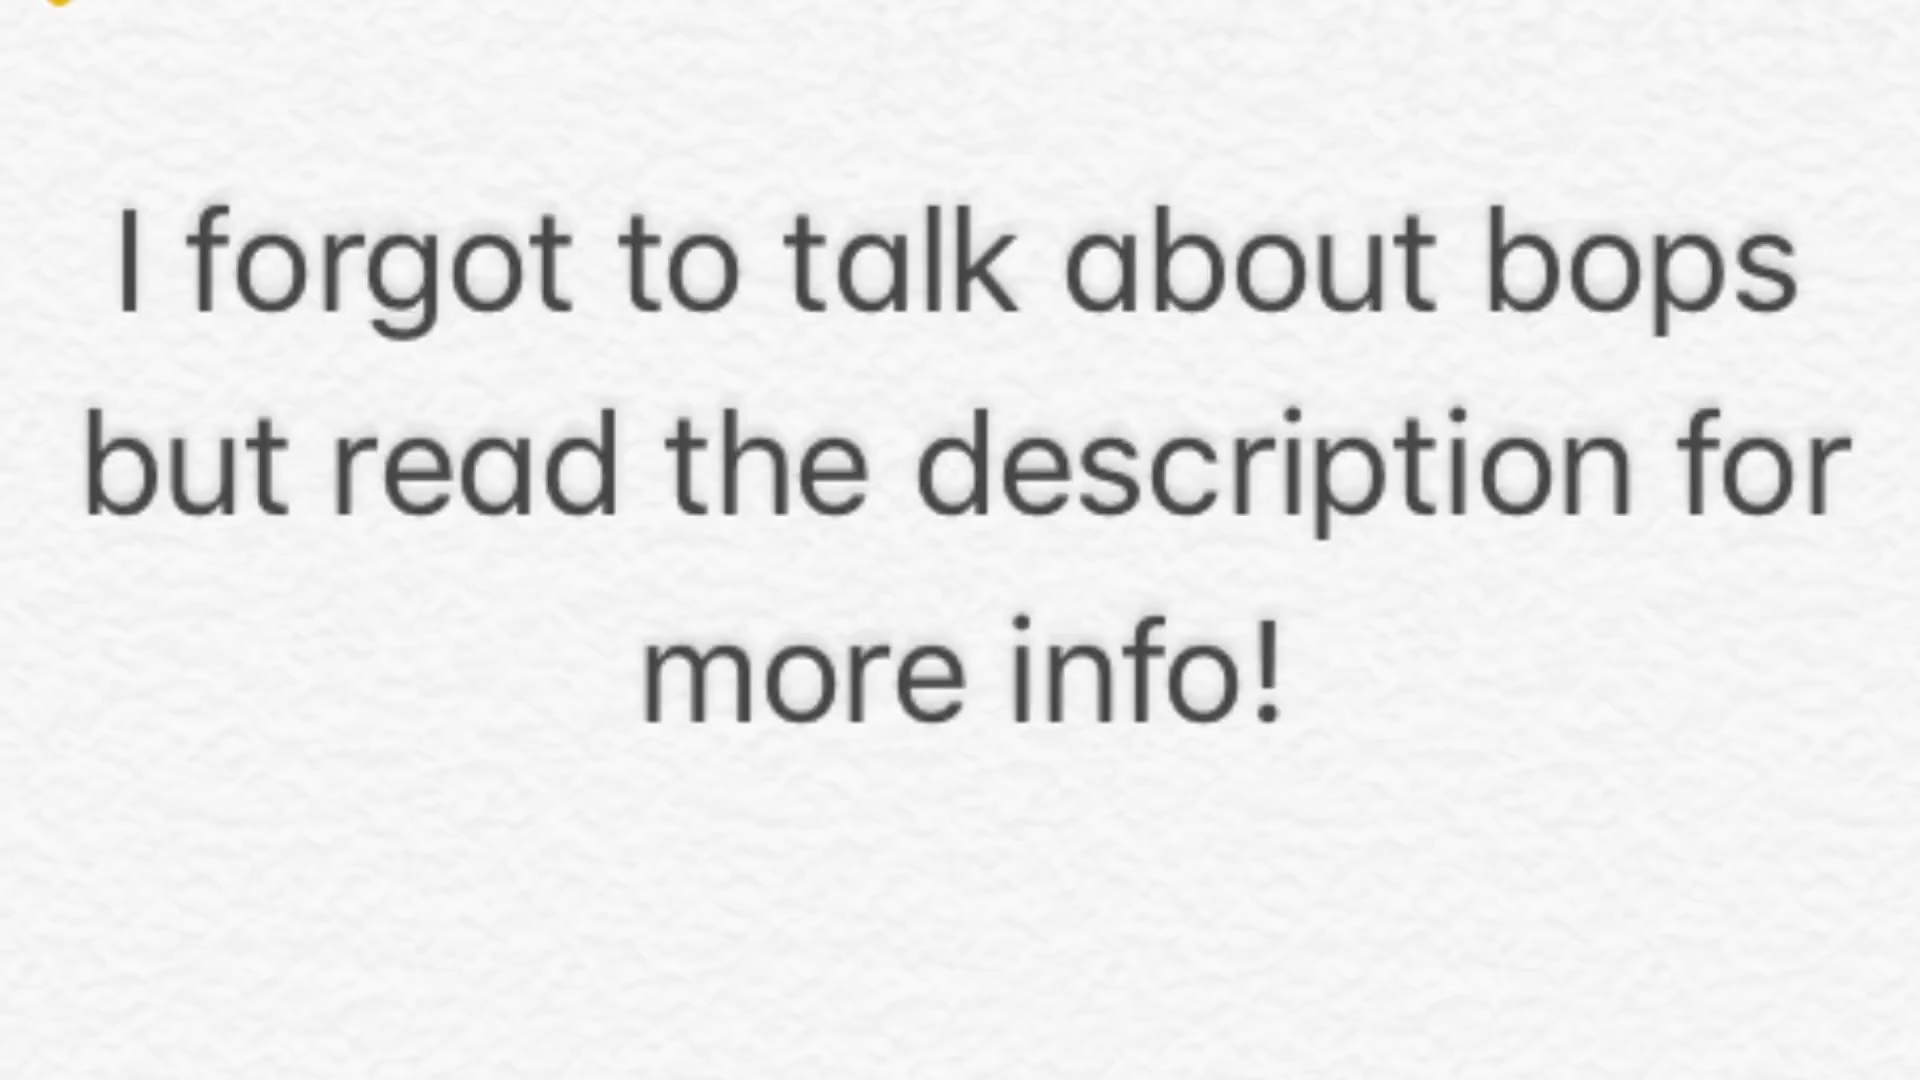 I forgot to talk about bops
but read the description for
more info!